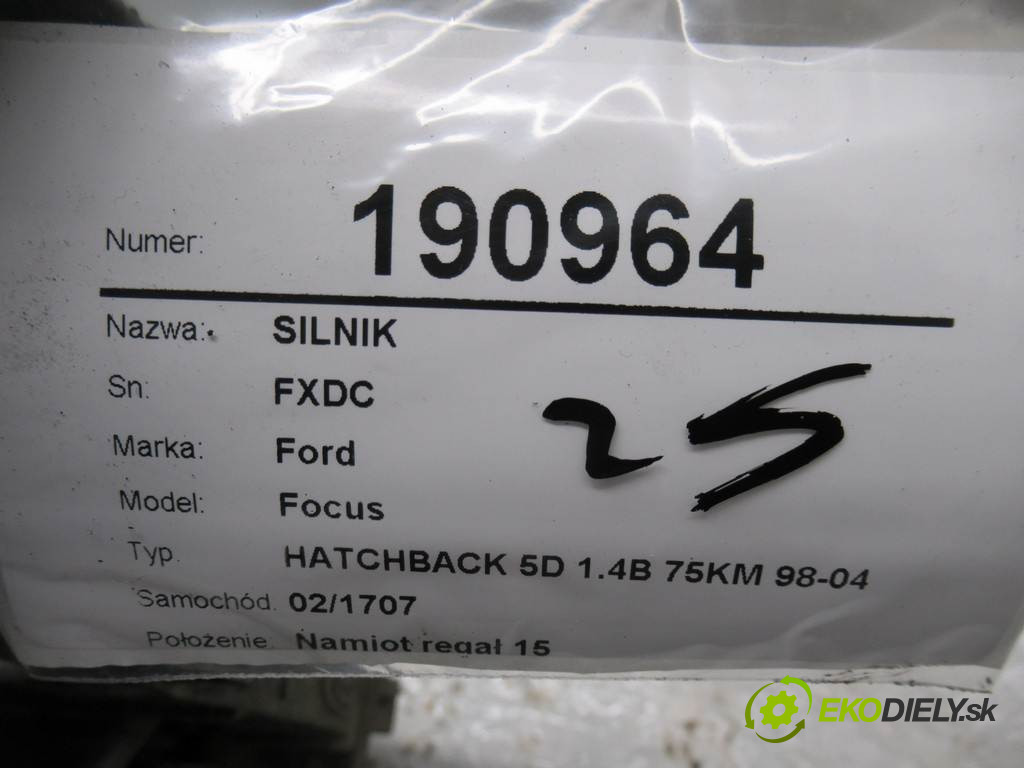 Numer: 190964
Nazwa: SILNIK
Sn: FXDC
25
Marka: Ford
Model: Focus
Typ. HATCHBACK 5D 1.4B 75KM 98-04
Samochód. 02/1707
Położenie Namiot regał 15
EKODIELY.sk